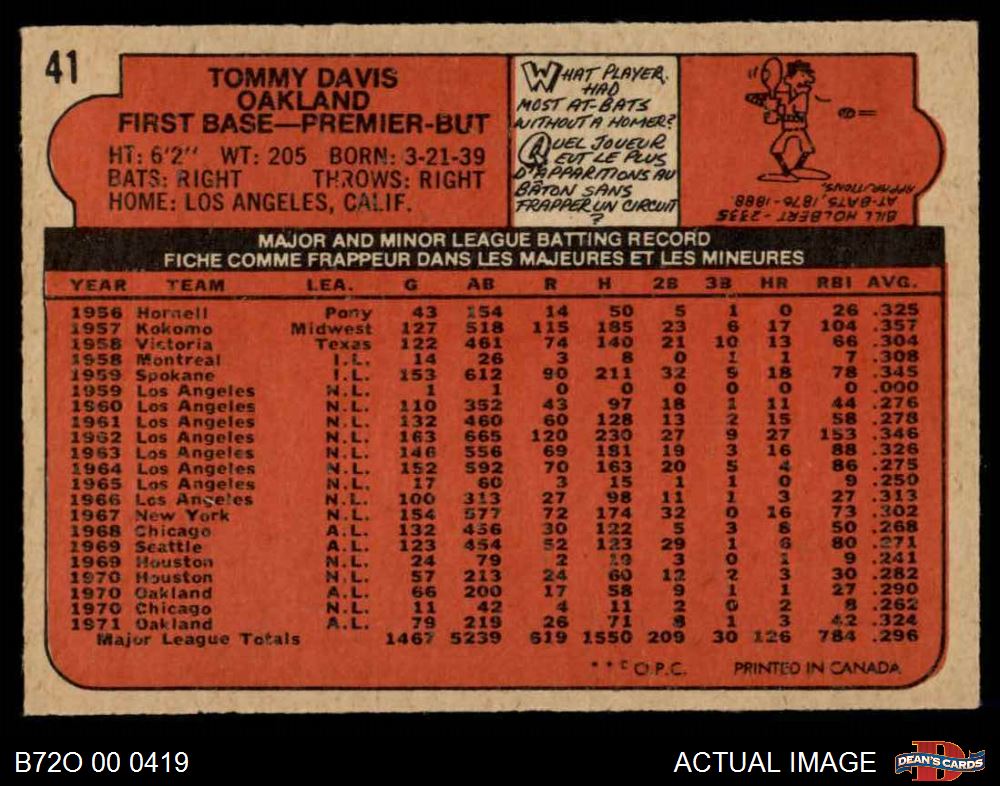 41
TOMMY DAVIS
OAKLAND
FIRST BASE—PREMIER-BUT
HT: 6'2" WT: 205 BORN: 3-21-39
BATS: RIGHT THROWS: RIGHT
HOME: LOS ANGELES, CALIF.
WHAT PLAYER
HAD
MOST AT-BATS
WITHOUT A HOMER?
QUEL JOUEUR
EUT LE PLUS
D'APPARITIONS AU
BÂTON SANS
FRAPPER UN CIRCUIT
?
BILL HOLBERT - 2335
AT-BATS, 1876-1888
APPARITIONS,
MAJOR AND MINOR LEAGUE BATTING RECORD
FICHE COMME FRAPPEUR DANS LES MAJEURES ET LES MINEURES
YEAR TEAM LEA. G AB R H 2B 3B HR RBI AVG.
1956 Hornell Pony 43 154 14 50 5 1 0 26 .325
1957 Kokomo Midwest 127 518 115 185 23 6 17 104 .357
1958 Victoria Texas 122 461 74 140 21 10 13 66 .304
1958 Montreal I.L. 14 26 3 8 0 1 1 7 .308
1959 Spokane I.L. 153 612 90 211 32 5 18 78 .345
1959 Los Angeles N.L. 1 1 0 0 0 0 0 0 .000
1960 Los Angeles N.L. 110 352 43 97 18 1 11 44 .276
1961 Los Angeles N.L. 132 460 60 128 13 2 15 58 .278
1962 Los Angeles N.L. 163 665 120 230 27 9 27 153 .346
1963 Los Angeles N.L. 146 556 69 181 19 3 16 88 .326
1964 Los Angeles N.L. 152 592 70 163 20 5 4 86 .275
1965 Los Angeles N.L. 17 60 3 15 1 1 0 9 .250
1966 Los Angeles N.L. 100 313 27 98 11 1 3 27 .313
1967 New York N.L. 154 577 72 174 32 0 16 73 .302
1968 Chicago A.L. 132 456 30 122 5 3 8 50 .268
1969 Seattle A.L. 123 454 52 123 29 1 6 80 .271
1969 Houston N.L. 24 79 2 19 3 0 1 9 .241
1970 Houston N.L. 57 213 24 60 12 2 3 30 .282
1970 Oakland A.L. 66 200 17 58 9 1 1 27 .290
1970 Chicago N.L. 11 42 4 11 2 0 2 8 .262
1971 Oakland A.L. 79 219 26 71 8 1 3 42 .324
Major League Totals 1467 5239 619 1550 209 30 126 784 .296
**© O.P.C. PRINTED IN CANADA
B72O 00 0419
ACTUAL IMAGE
DEAN'S CARDS